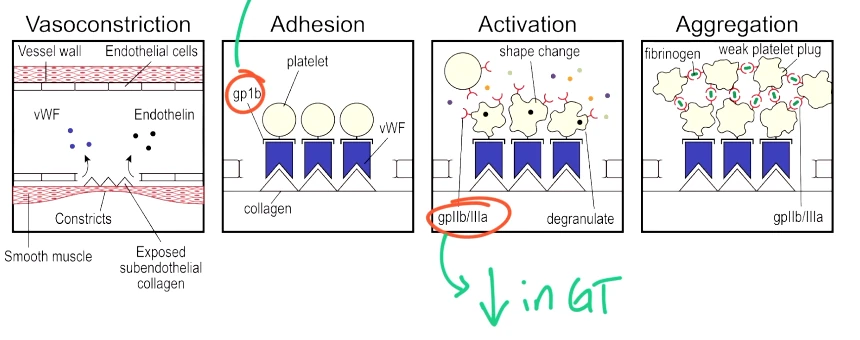 Vasoconstriction
Adhesion
Activation
Aggregation
Vessel wall
Endothelial cells
vWF
Endothelin
Constricts
Smooth muscle
Exposed
subendothelial
collagen
gp1b
platelet
vWF
collagen
shape change
gpIIb/IIIa
degranulate
fibrinogen
weak platelet plug
gpIIb/IIIa
↓ in GT